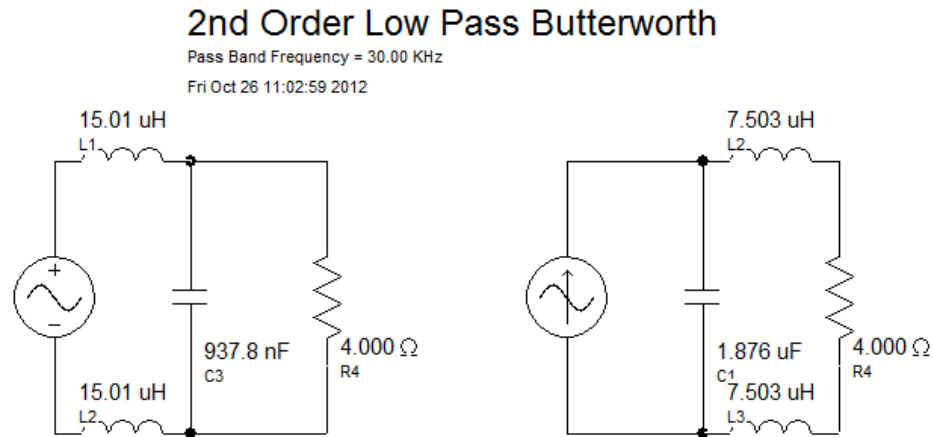 2nd Order Low Pass Butterworth
Pass Band Frequency = 30.00 KHz
Fri Oct 26 11:02:59 2012
15.01 uH
L1
7.503 uH
L2
+
−
937.8 nF
C3
4.000 Ω
R4
1.876 uF
C1
4.000 Ω
R4
15.01 uH
L2
7.503 uH
L3